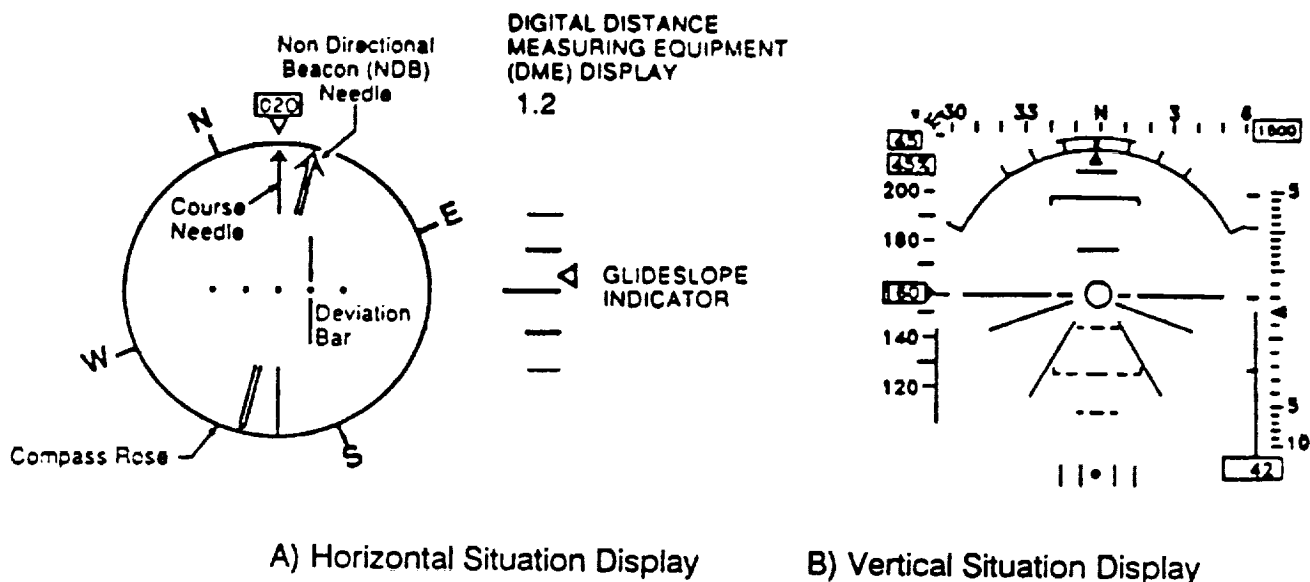 Non Directional
Beacon (NDB)
Needle
DIGITAL DISTANCE
MEASURING EQUIPMENT
(DME) DISPLAY
1.2
020
N
E
S
W
Course
Needle
Deviation
Bar
Compass Rose
GLIDESLOPE
INDICATOR
30 33 N 3 6
1800
45
45%
200
180
160
140
120
5
5
10
42
A) Horizontal Situation Display
B) Vertical Situation Display